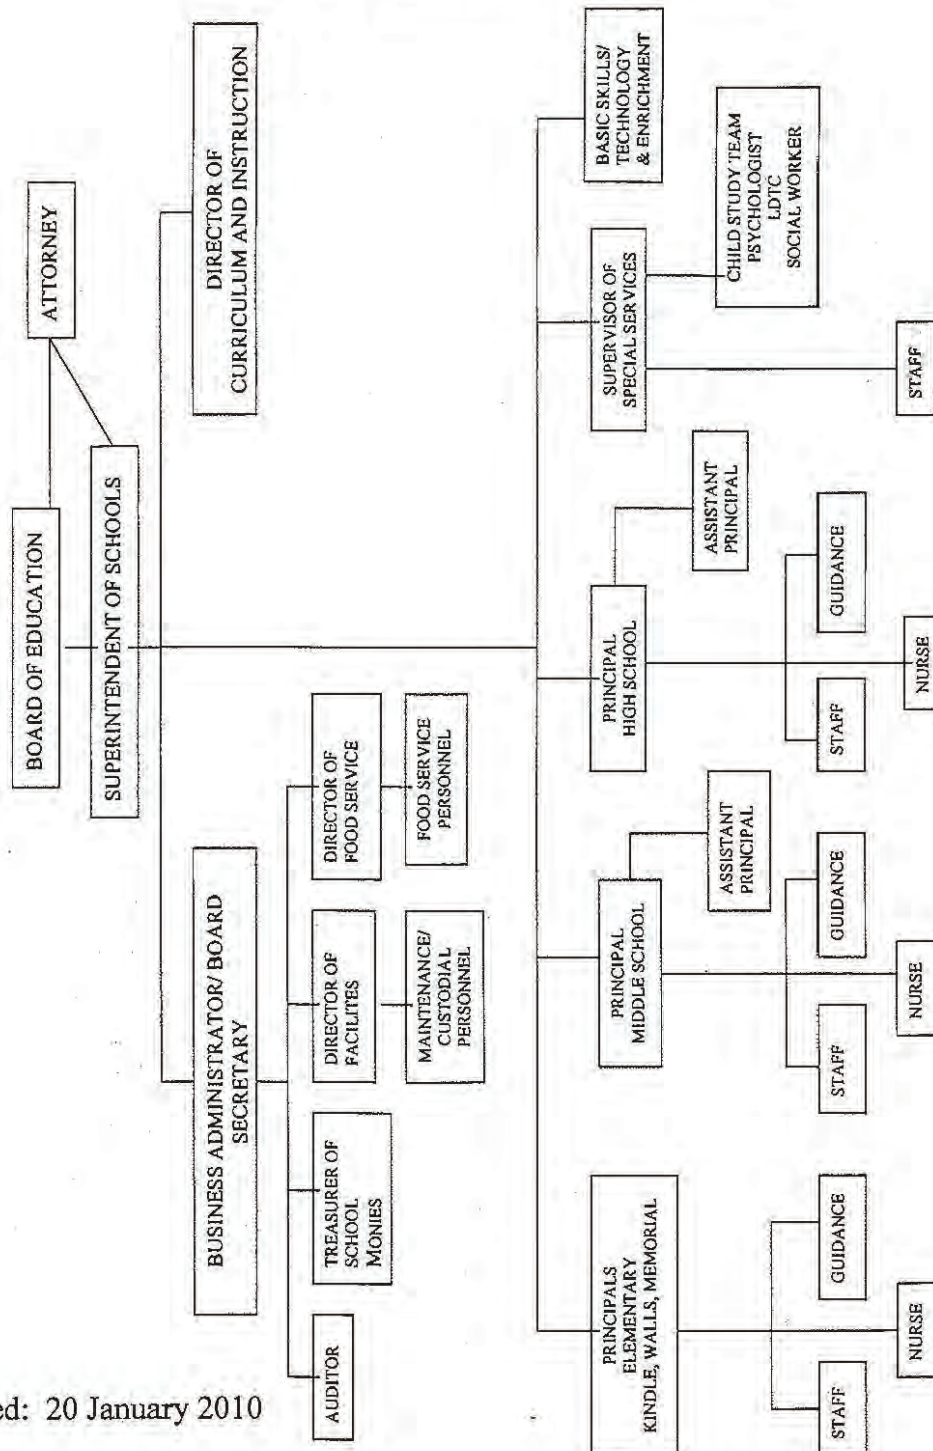 BOARD OF EDUCATION
ATTORNEY
SUPERINTENDENT OF SCHOOLS
BUSINESS ADMINISTRATOR/ BOARD
SECRETARY
DIRECTOR OF
CURRICULUM AND INSTRUCTION
AUDITOR
TREASURER OF
SCHOOL
MONIES
DIRECTOR OF
FACILITES
DIRECTOR OF
FOOD SERVICE
MAINTENANCE/
CUSTODIAL
PERSONNEL
FOOD SERVICE
PERSONNEL
PRINCIPALS
ELEMENTARY
KINDLE, WALLS, MEMORIAL
PRINCIPAL
MIDDLE SCHOOL
PRINCIPAL
HIGH SCHOOL
SUPERVISOR OF
SPECIAL SERVICES
BASIC SKILLS/
TECHNOLOGY
& ENRICHMENT
ASSISTANT
PRINCIPAL
ASSISTANT
PRINCIPAL
CHILD STUDY TEAM
PSYCHOLOGIST
LDTC
SOCIAL WORKER
STAFF
GUIDANCE
STAFF
GUIDANCE
STAFF
GUIDANCE
NURSE
NURSE
NURSE
STAFF
ed: 20 January 2010